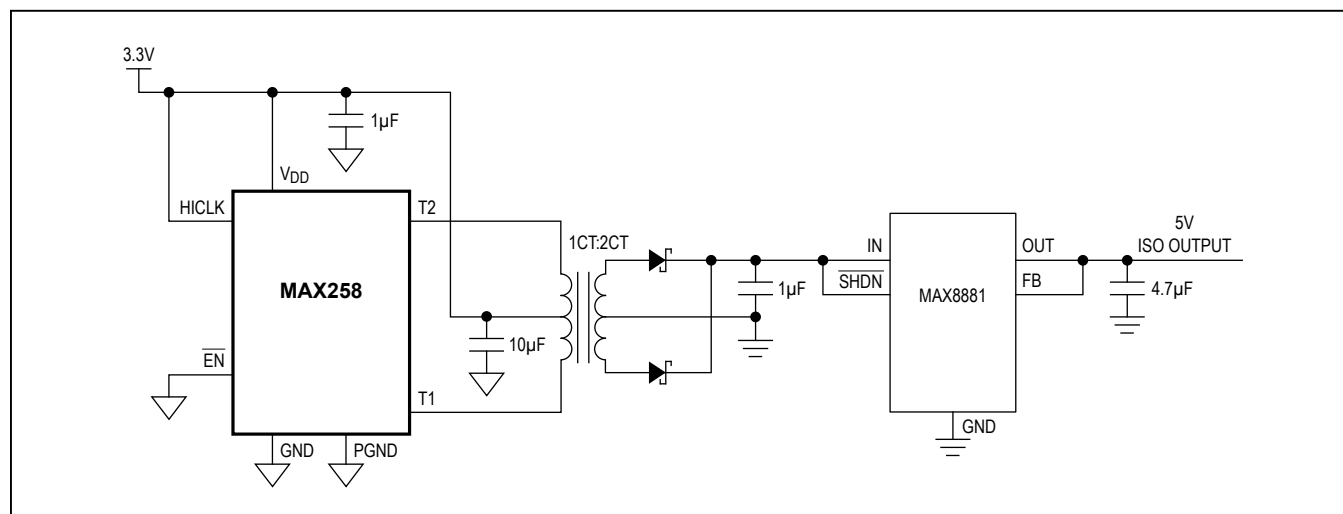 3.3V
1µF
V_DD
HICLK
T2
MAX258
EN
T1
GND
PGND
10µF
1CT:2CT
1µF
IN
SHDN
MAX8881
OUT
FB
GND
5V
ISO OUTPUT
4.7µF